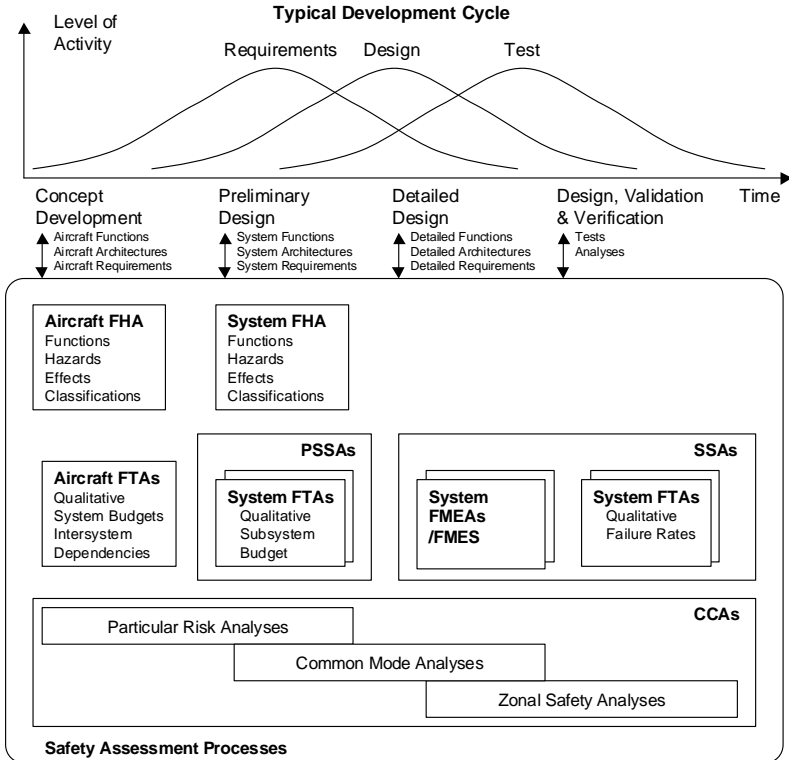 Typical Development Cycle
Level of
Activity
Requirements
Design
Test
Concept
Development
Aircraft Functions
Aircraft Architectures
Aircraft Requirements
Preliminary
Design
System Functions
System Architectures
System Requirements
Detailed
Design
Detailed Functions
Detailed Architectures
Detailed Requirements
Design, Validation
& Verification
Tests
Analyses
Time
Aircraft FHA
Functions
Hazards
Effects
Classifications
System FHA
Functions
Hazards
Effects
Classifications
Aircraft FTAs
Qualitative
System Budgets
Intersystem
Dependencies
PSSAs
System FTAs
Qualitative
Subsystem
Budget
SSAs
System
FMEAs
/FMES
System FTAs
Qualitative
Failure Rates
CCAs
Particular Risk Analyses
Common Mode Analyses
Zonal Safety Analyses
Safety Assessment Processes